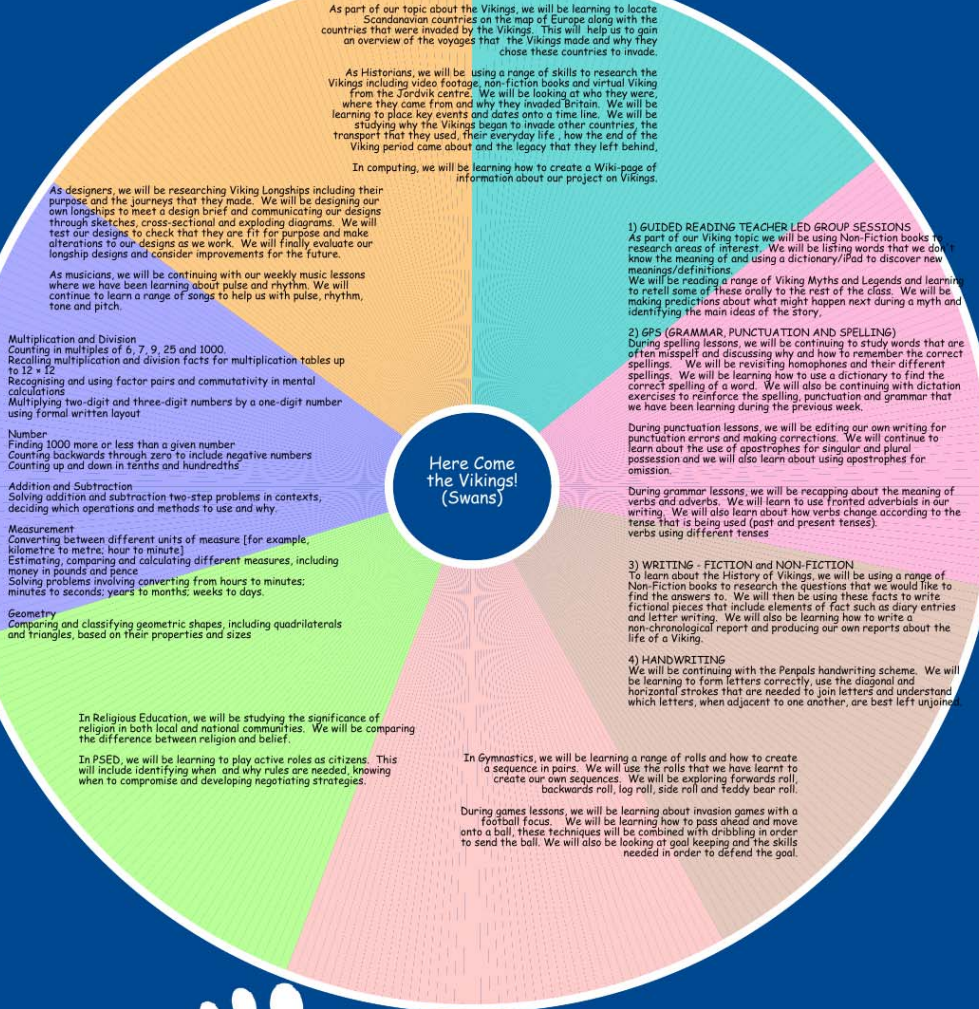 As part of our topic about the Vikings, we will be learning to locate
Scandanavian countries on the map of Europe along with the
countries that were invaded by the Vikings. This will help us to gain
an overview of the voyages that the Vikings made and why they
chose these countries to invade.
As Historians, we will be using a range of skills to research the
Vikings including video footage, non-fiction books and virtual Viking
from the Jordvik centre. We will be looking at who they were,
where they came from and why they invaded Britain. We will be
learning to place key events and dates onto a time line. We will be
studying why the Vikings began to invade other countries, the
transport that they used, their everyday life , how the end of the
Viking period came about and the legacy that they left behind,
In computing, we will be learning how to create a Wiki-page of
information about our project on Vikings.
As designers, we will be researching Viking Longships including their
purpose and the journeys that they made. We will be designing our
own longships to meet a design brief and communicating our designs
through sketches, cross-sectional and exploding diagrams. We will
test our designs to check that they are fit for purpose and make
alterations to our designs as we work. We will finally evaluate our
longship designs and consider improvements for the future.
As musicians, we will be continuing with our weekly music lessons
where we have been learning about pulse and rhythm. We will
continue to learn a range of songs to help us with pulse, rhythm,
tone and pitch.
Multiplication and Division
Counting in multiples of 6, 7, 9, 25 and 1000.
Recalling multiplication and division facts for multiplication tables up
to 12 × 12
Recognising and using factor pairs and commutativity in mental
calculations
Multiplying two-digit and three-digit numbers by a one-digit number
using formal written layout
Number
Finding 1000 more or less than a given number
Counting backwards through zero to include negative numbers
Counting up and down in tenths and hundredths
Addition and Subtraction
Solving addition and subtraction two-step problems in contexts,
deciding which operations and methods to use and why.
Measurement
Converting between different units of measure [for example,
kilometre to metre; hour to minute]
Estimating, comparing and calculating different measures, including
money in pounds and pence
Solving problems involving converting from hours to minutes;
minutes to seconds; years to months; weeks to days.
Geometry
Comparing and classifying geometric shapes, including quadrilaterals
and triangles, based on their properties and sizes
Here Come
the Vikings!
(Swans)
1) GUIDED READING TEACHER LED GROUP SESSIONS
As part of our Viking topic we will be using Non-Fiction books to
research areas of interest. We will be listing words that we don't
know the meaning of and using a dictionary/iPad to discover new
meanings/definitions.
We will be reading a range of Viking Myths and Legends and learning
to retell some of these orally to the rest of the class. We will be
making predictions about what might happen next during a myth and
identifying the main ideas of the story,
2) GPS (GRAMMAR, PUNCTUATION AND SPELLING)
During spelling lessons, we will be continuing to study words that are
often misspelt and discussing why and how to remember the correct
spellings. We will be revisiting homophones and their different
spellings. We will be learning how to use a dictionary to find the
correct spelling of a word. We will also be continuing with dictation
exercises to reinforce the spelling, punctuation and grammar that
we have been learning during the previous week.
During punctuation lessons, we will be editing our own writing for
punctuation errors and making corrections. We will continue to
learn about the use of apostrophes for singular and plural
possession and we will also learn about using apostrophes for
omission.
During grammar lessons, we will be recapping about the meaning of
verbs and adverbs. We will learn to use fronted adverbials in our
writing. We will also learn about how verbs change according to the
tense that is being used (past and present tenses).
verbs using different tenses
3) WRITING - FICTION and NON-FICTION
To learn about the History of Vikings, we will be using a range of
Non-Fiction books to research the questions that we would like to
find the answers to. We will then be using these facts to write
fictional pieces that include elements of fact such as diary entries
and letter writing. We will also be learning how to write a
non-chronological report and producing our own reports about the
life of a Viking.
4) HANDWRITING
We will be continuing with the Penpals handwriting scheme. We will
be learning to form letters correctly, use the diagonal and
horizontal strokes that are needed to join letters and understand
which letters, when adjacent to one another, are best left unjoined.
In Religious Education, we will be studying the significance of
religion in both local and national communities. We will be comparing
the difference between religion and belief.
In PSED, we will be learning to play active roles as citizens. This
will include identifying when and why rules are needed, knowing
when to compromise and developing negotiating strategies.
In Gymnastics, we will be learning a range of rolls and how to create
a sequence in pairs. We will use the rolls that we have learnt to
create our own sequences. We will be exploring forwards roll,
backwards roll, log roll, side roll and teddy bear roll.
During games lessons, we will be learning about invasion games with a
football focus. We will be learning how to pass ahead and move
onto a ball, these techniques will be combined with dribbling in order
to send the ball. We will also be looking at goal keeping and the skills
needed in order to defend the goal.